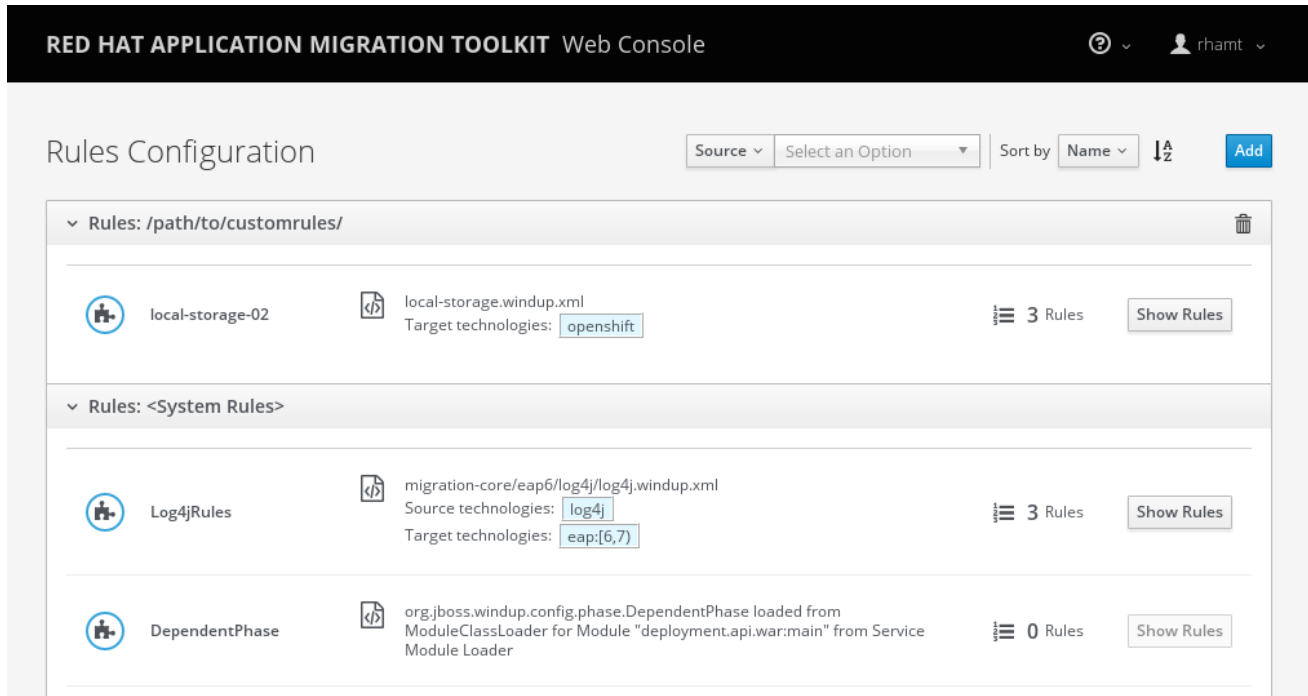 RED HAT APPLICATION MIGRATION TOOLKIT Web Console
rhamt
Rules Configuration
Source
Select an Option
Sort by
Name
Add
Rules: /path/to/customrules/
local-storage-02
local-storage.windup.xml
Target technologies: openshift
3 Rules
Show Rules
Rules: <System Rules>
Log4jRules
migration-core/eap6/log4j/log4j.windup.xml
Source technologies: log4j
Target technologies: eap:[6,7)
3 Rules
Show Rules
DependentPhase
org.jboss.windup.config.phase.DependentPhase loaded from
ModuleClassLoader for Module "deployment.api.war:main" from Service
Module Loader
0 Rules
Show Rules